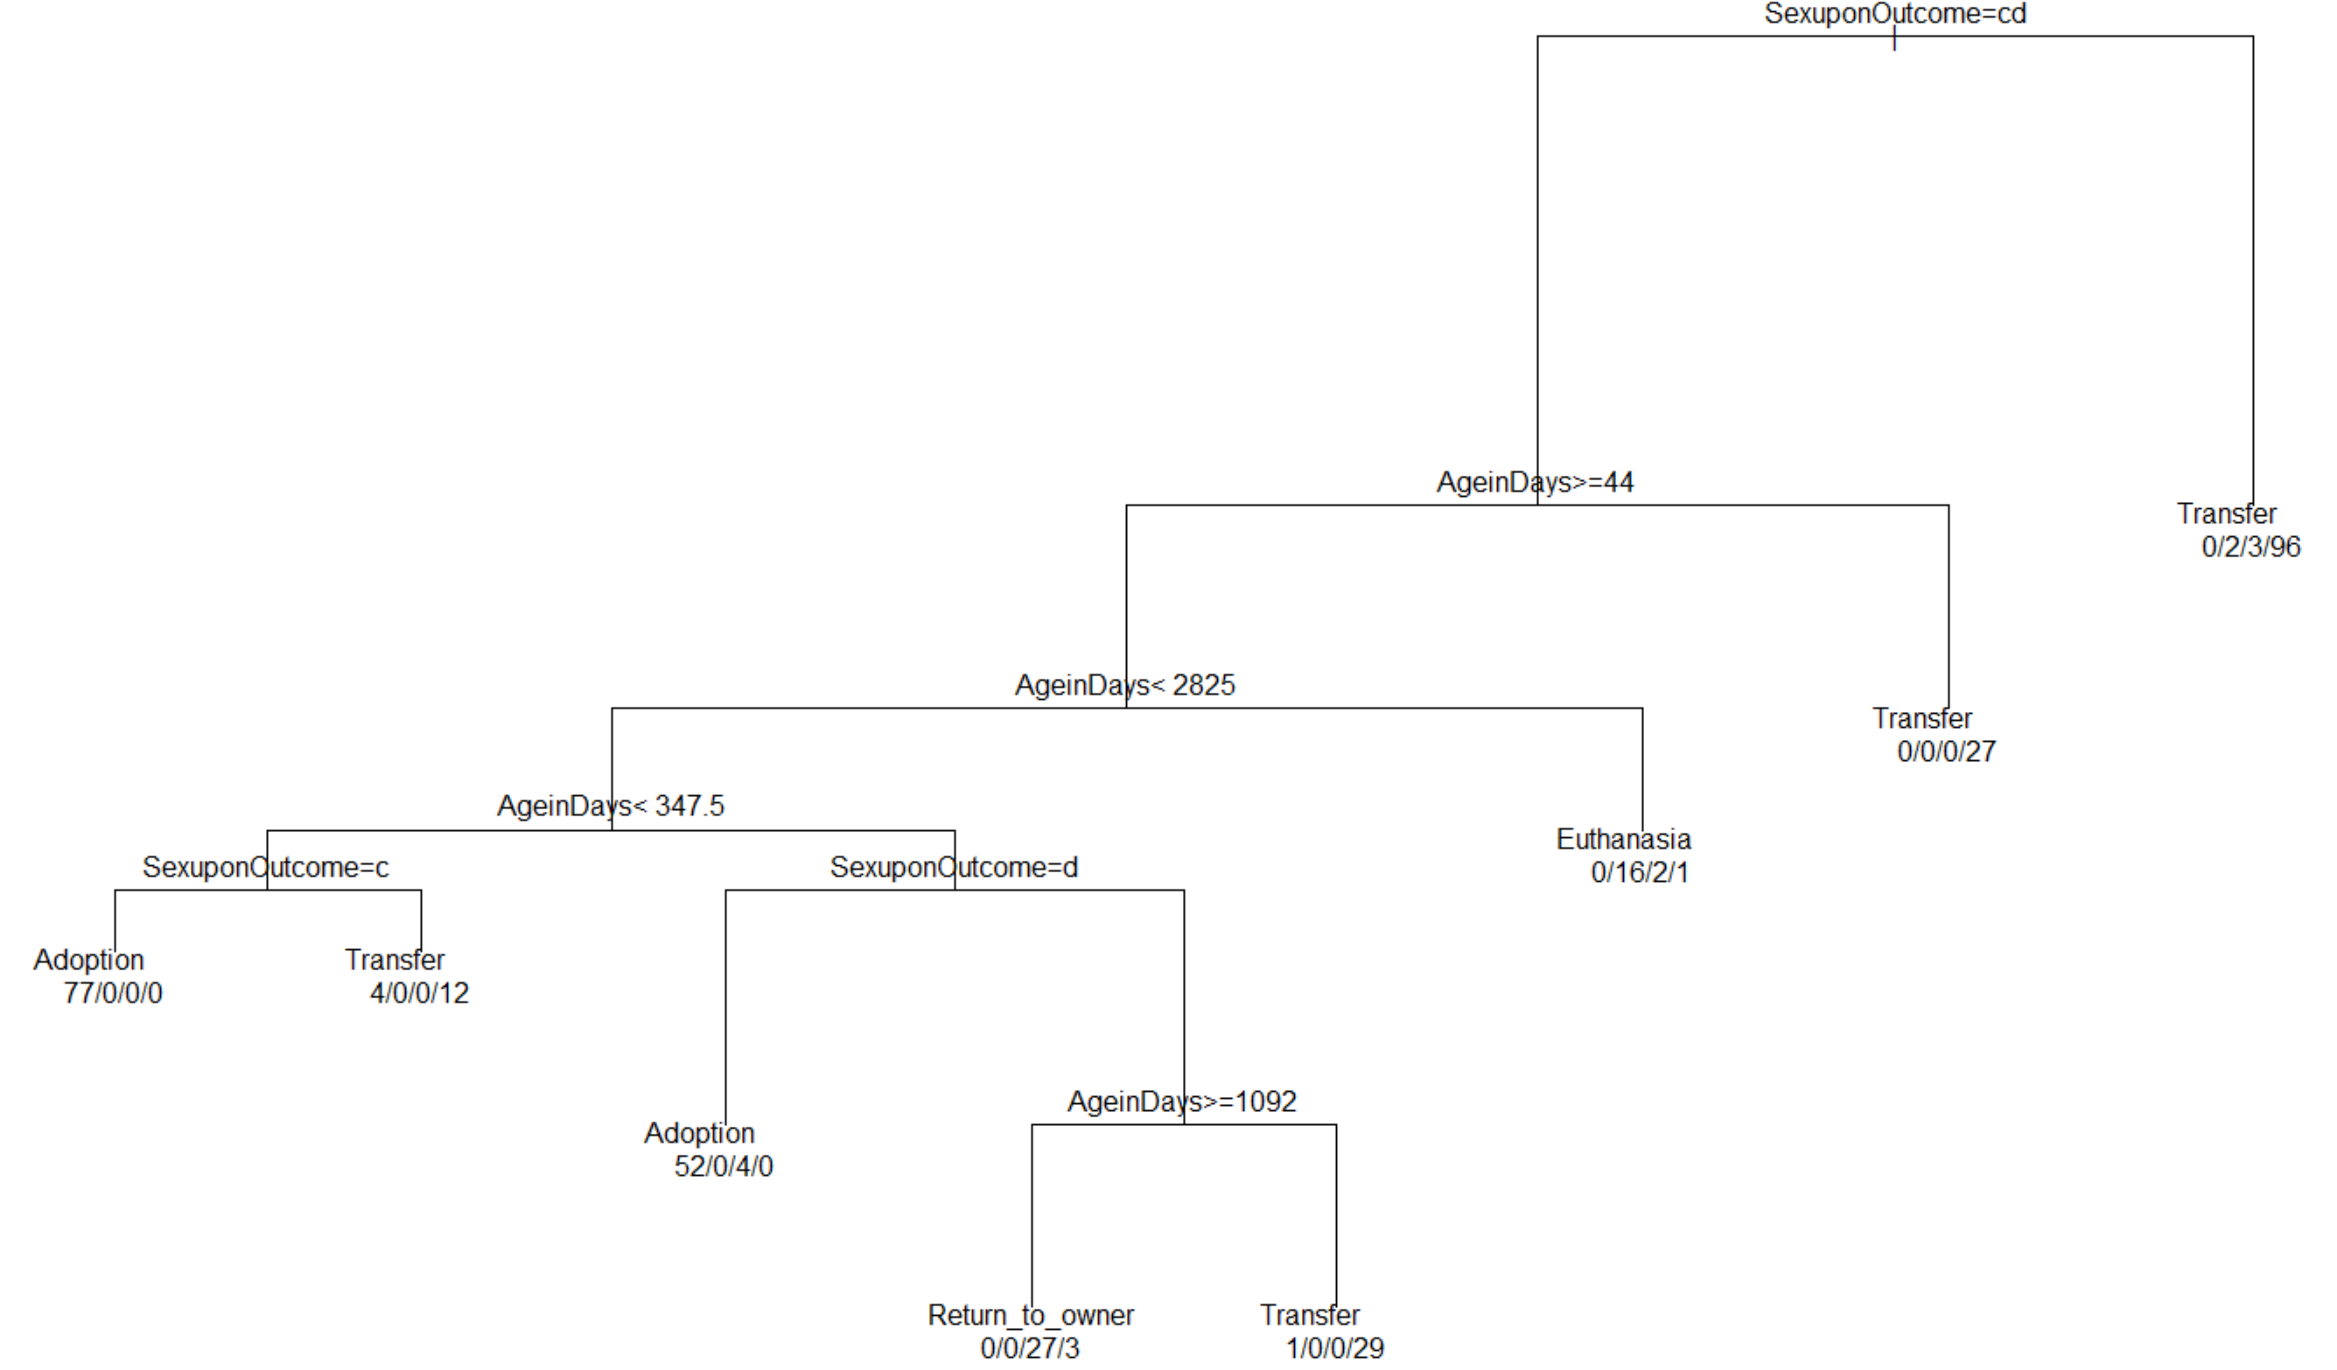 SexuponOutcome=cd
AgeinDays>=44
Transfer
0/2/3/96
AgeinDays< 2825
Transfer
0/0/0/27
AgeinDays< 347.5
Euthanasia
0/16/2/1
SexuponOutcome=c
SexuponOutcome=d
Adoption
77/0/0/0
Transfer
4/0/0/12
AgeinDays>=1092
Adoption
52/0/4/0
Return_to_owner
0/0/27/3
Transfer
1/0/0/29